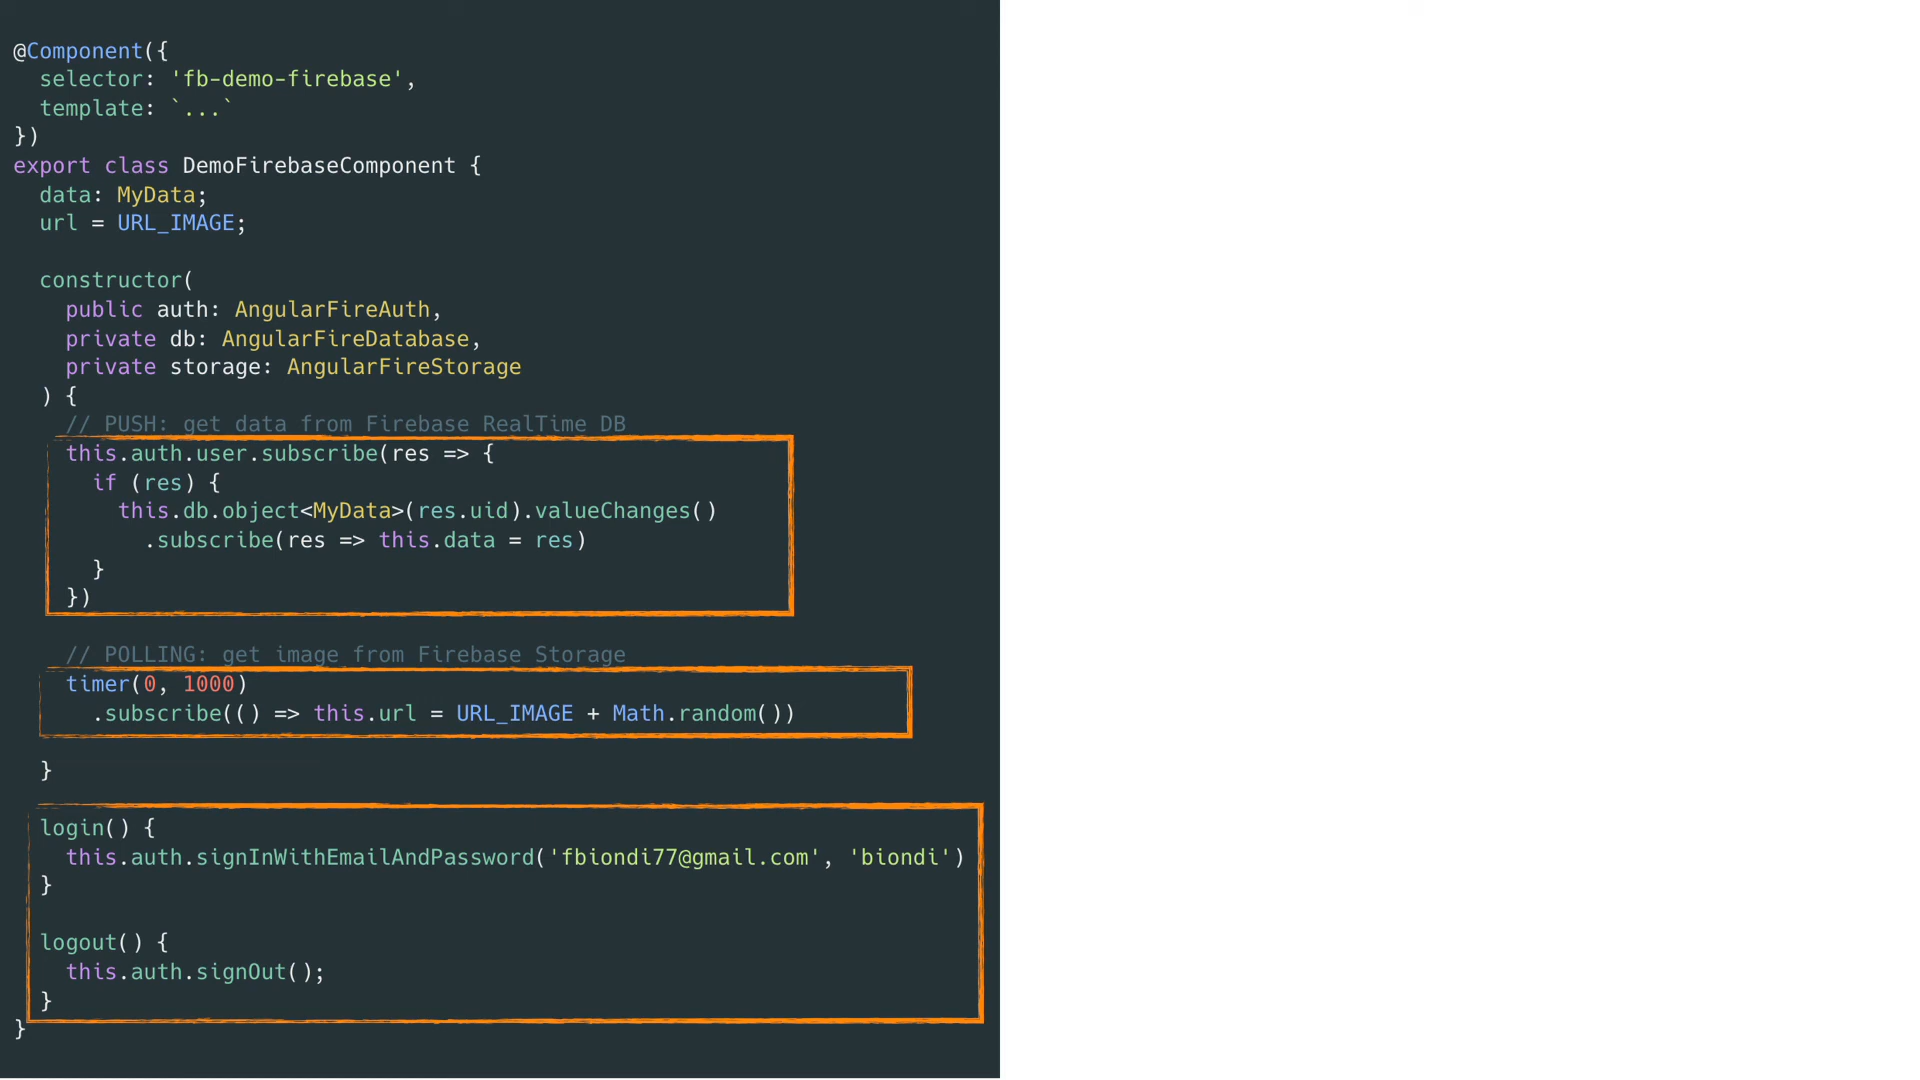 @Component({
  selector: 'fb-demo-firebase',
  template: `...`
})
export class DemoFirebaseComponent {
  data: MyData;
  url = URL_IMAGE;

  constructor(
    public auth: AngularFireAuth,
    private db: AngularFireDatabase,
    private storage: AngularFireStorage
  ) {
    // PUSH: get data from Firebase RealTime DB
    this.auth.user.subscribe(res => {
      if (res) {
        this.db.object<MyData>(res.uid).valueChanges()
          .subscribe(res => this.data = res)
      }
    })

    // POLLING: get image from Firebase Storage
    timer(0, 1000)
      .subscribe(() => this.url = URL_IMAGE + Math.random())

  }

  login() {
    this.auth.signInWithEmailAndPassword('fbiondi77@gmail.com', 'biondi')
  }

  logout() {
    this.auth.signOut();
  }
}